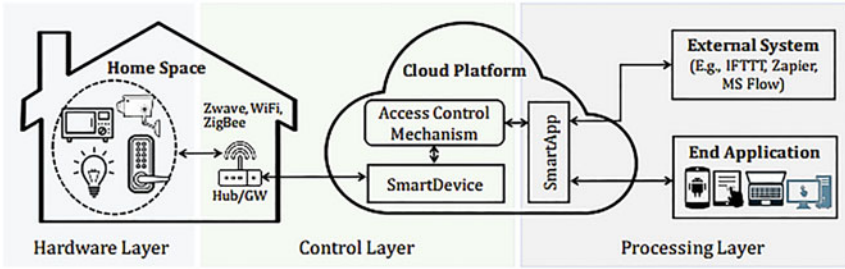 Home Space
Zwave, WiFi,
ZigBee
Hub/GW
Cloud Platform
Access Control
Mechanism
SmartDevice
SmartApp
External System
(E.g., IFTTT, Zapier,
MS Flow)
End Application
Hardware Layer
Control Layer
Processing Layer